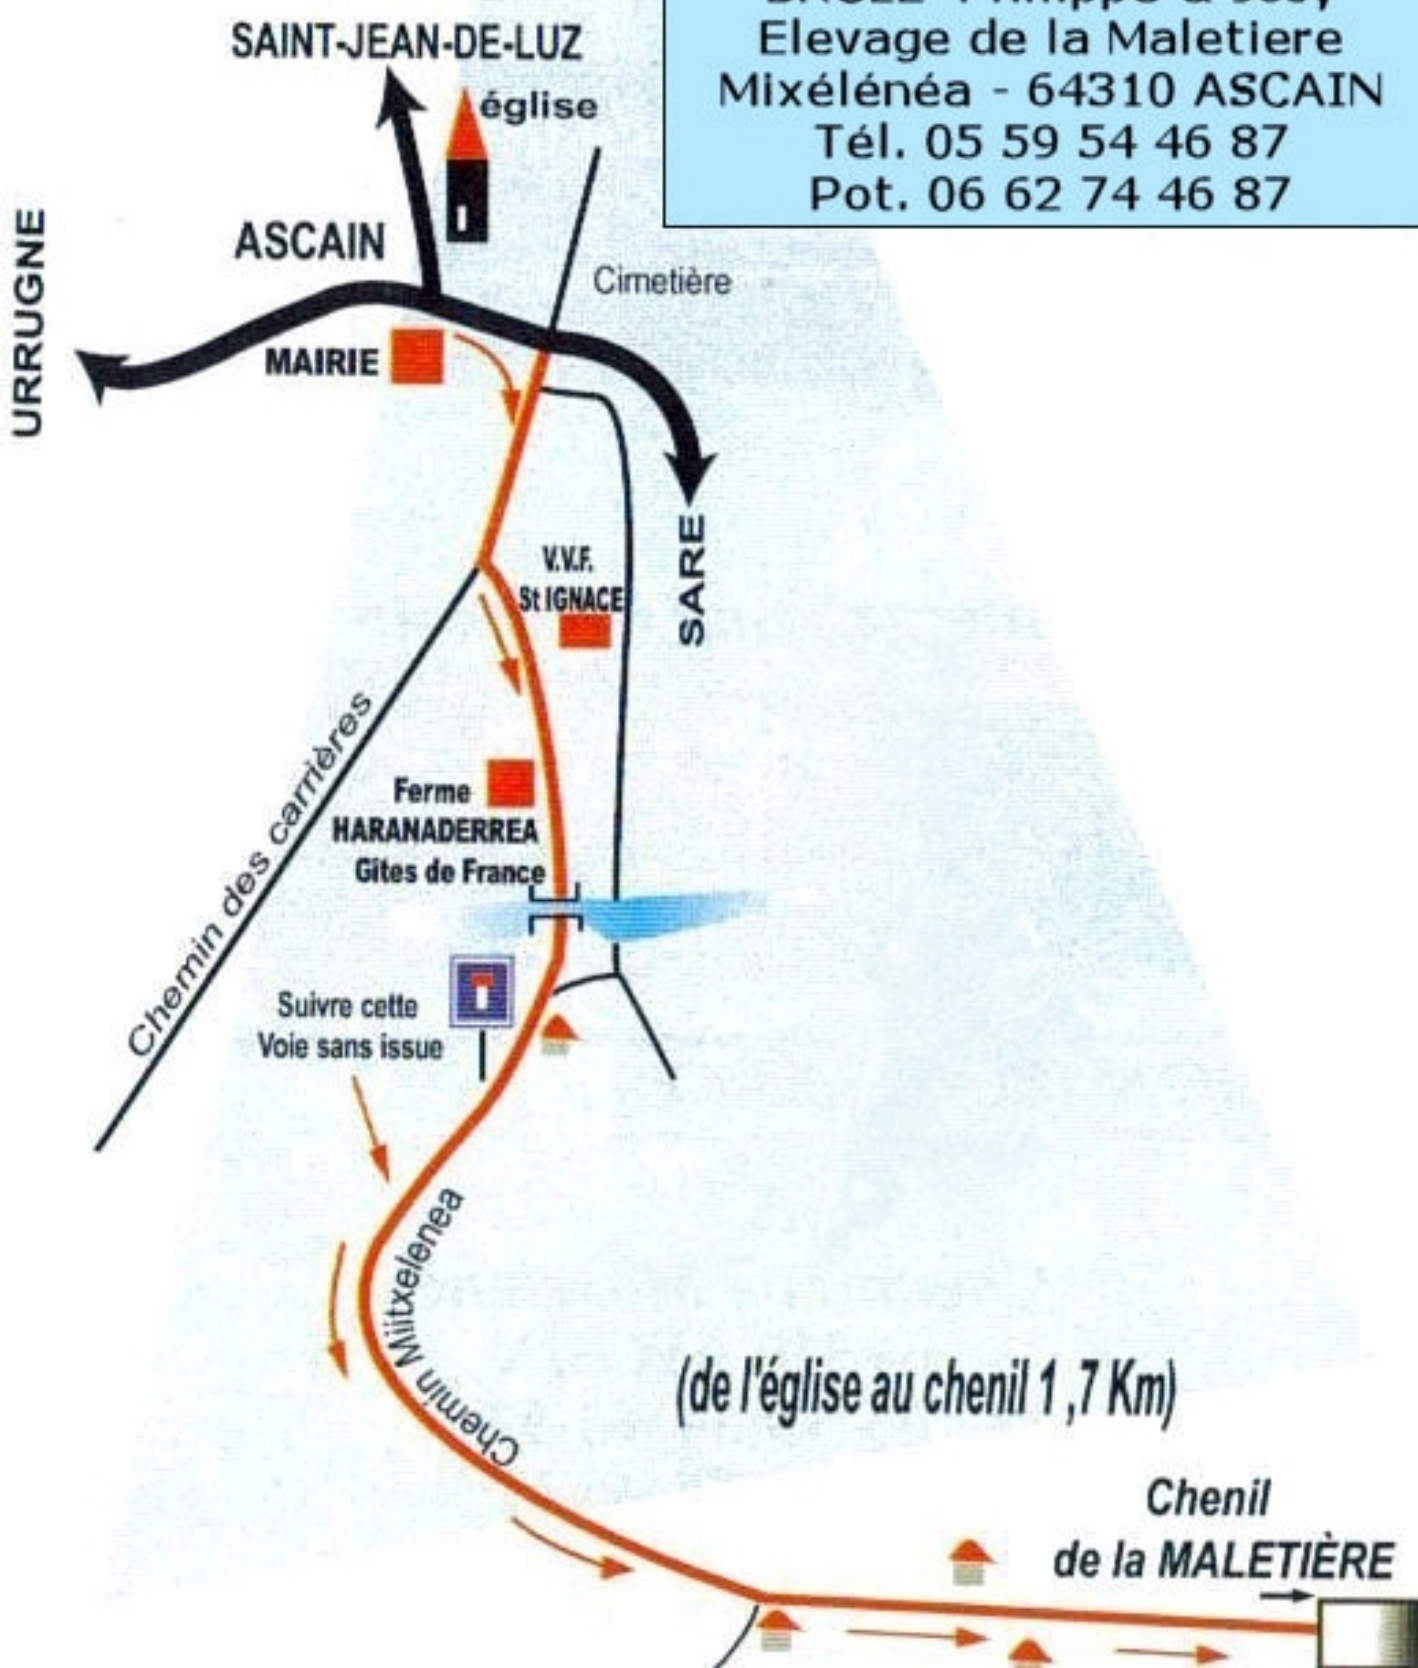 Elevage de la Maletiere
Mixélénéa - 64310 ASCAIN
Tél. 05 59 54 46 87
Pot. 06 62 74 46 87
SAINT-JEAN-DE-LUZ
église
ASCAIN
URRUGNE
Cimetière
MAIRIE
SARE
V.V.F.
St IGNACE
Chemin des carrières
Ferme
HARANADERREA
Gîtes de France
Suivre cette
Voie sans issue
Chemin Miitxelenea
(de l'église au chenil 1 ,7 Km)
Chenil
de la MALETIÈRE